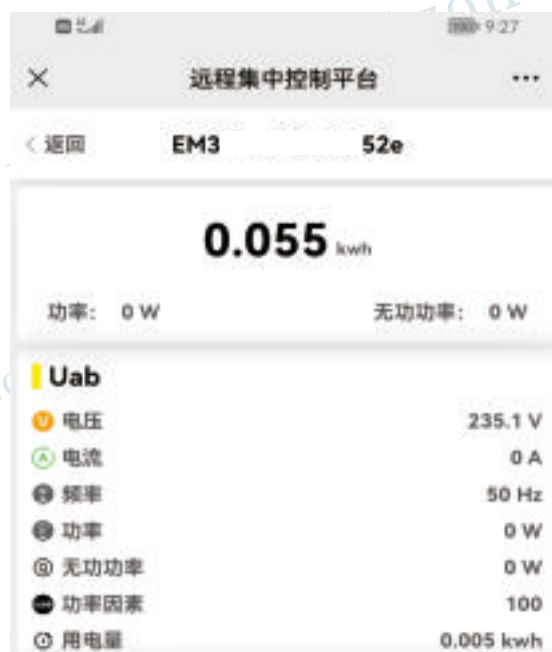 9:27
× 远程集中控制平台 ...
< 返回 EM3 52e
0.055 kwh
功率: 0 W 无功功率: 0 W
Uab
V 电压 235.1 V
A 电流 0 A
频率 50 Hz
功率 0 W
Q 无功功率 0 W
功率因素 100
用电量 0.005 kwh